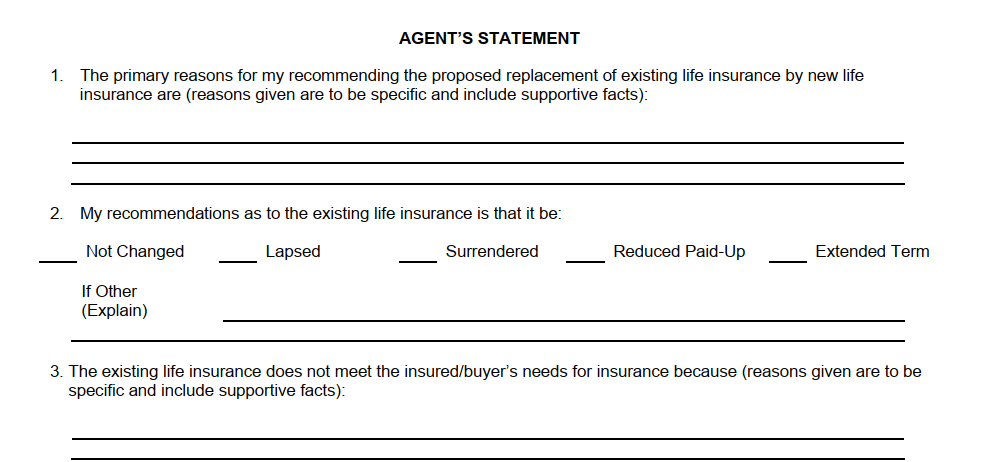 AGENT’S STATEMENT
1. The primary reasons for my recommending the proposed replacement of existing life insurance by new life
insurance are (reasons given are to be specific and include supportive facts):
2. My recommendations as to the existing life insurance is that it be:
Not Changed Lapsed Surrendered Reduced Paid-Up Extended Term
If Other
(Explain)
3. The existing life insurance does not meet the insured/buyer’s needs for insurance because (reasons given are to be
specific and include supportive facts):